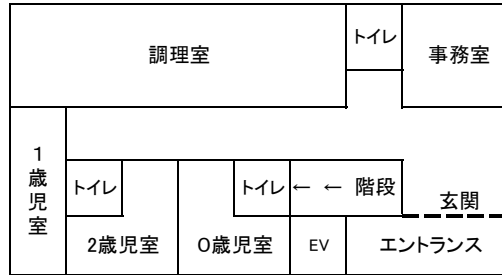 調理室
トイレ
事務室
１歳児室
トイレ
トイレ
← ← 階段
玄関
2歳児室
0歳児室
EV
エントランス